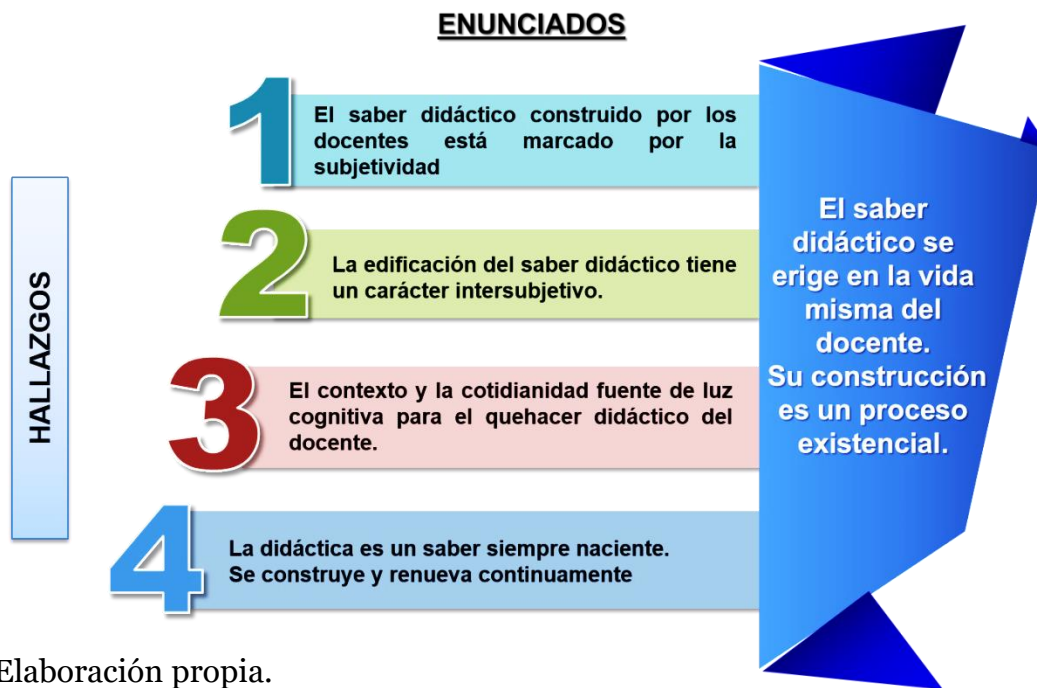 ENUNCIADOS
HALLAZGOS
1
El saber didáctico construido por los
docentes está marcado por la
subjetividad
2
La edificación del saber didáctico tiene
un carácter intersubjetivo.
3
El contexto y la cotidianidad fuente de luz
cognitiva para el quehacer didáctico del
docente.
4
La didáctica es un saber siempre naciente.
Se construye y renueva continuamente
El saber
didáctico se
erige en la vida
misma del
docente.
Su construcción
es un proceso
existencial.
Elaboración propia.